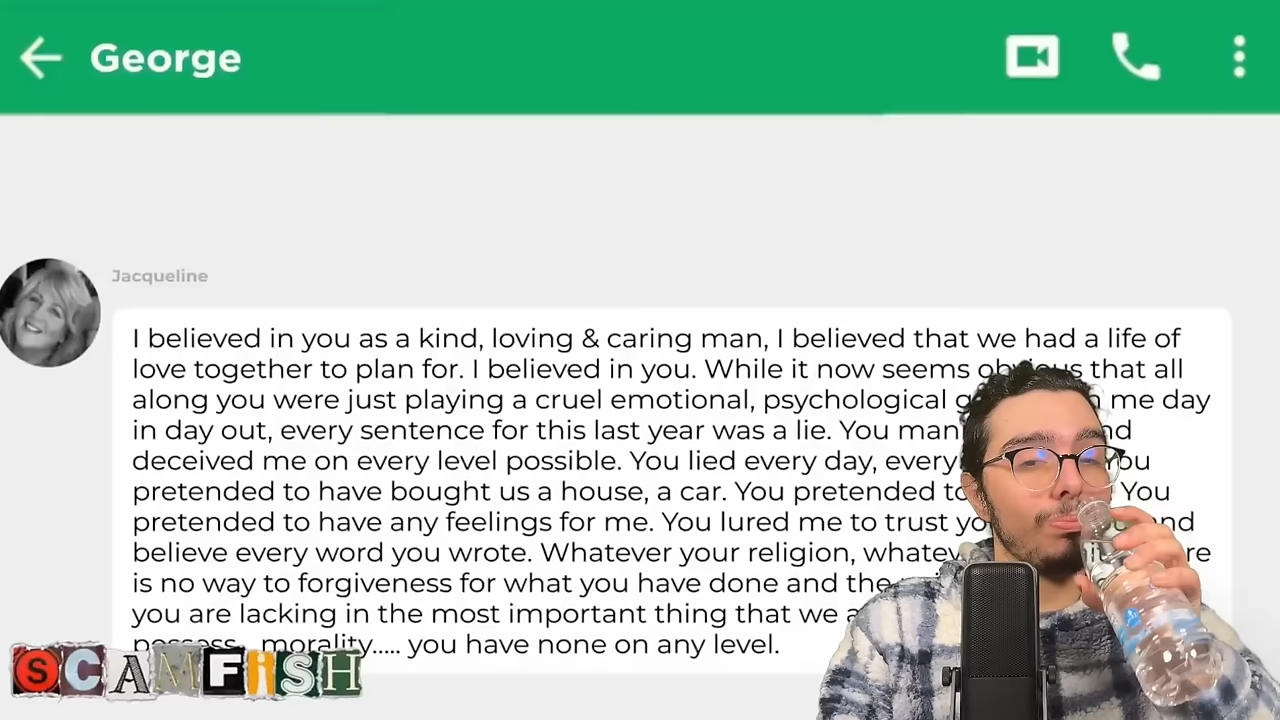 George
Jacqueline
I believed in you as a kind, loving & caring man, I believed that we had a life of
love together to plan for. I believed in you. While it now seems that all
along you were just playing a cruel emotional, psychological me day
in day out, every sentence for this last year was a lie. You
deceived me on every level possible. You lied every day,
pretended to have bought us a house, a car. You pretended You
pretended to have any feelings for me. You lured me to trust
believe every word you wrote. Whatever your religion,
is no way to forgiveness for what you have done and
you are lacking in the most important thing that we
morality..... you have none on any level.
SCAMFISH